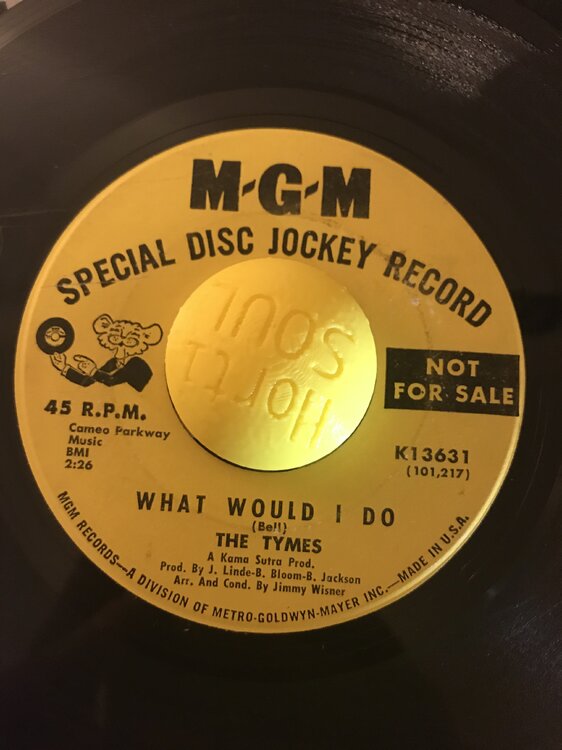 M-G-M
SPECIAL DISC JOCKEY RECORD
SOUL
HORTT
NOT
FOR SALE
45 R.P.M.
Cameo Parkway
Music
BMI
2:26
K13631
(101,217)
WHAT WOULD I DO
(Bell)
THE TYMES
A Kama Sutra Prod.
Prod. By J. Linde-B. Bloom-B. Jackson
Arr. And Cond. By Jimmy Wisner
MGM RECORDS—A DIVISION OF METRO-GOLDWYN-MAYER INC.—MADE IN U.S.A.